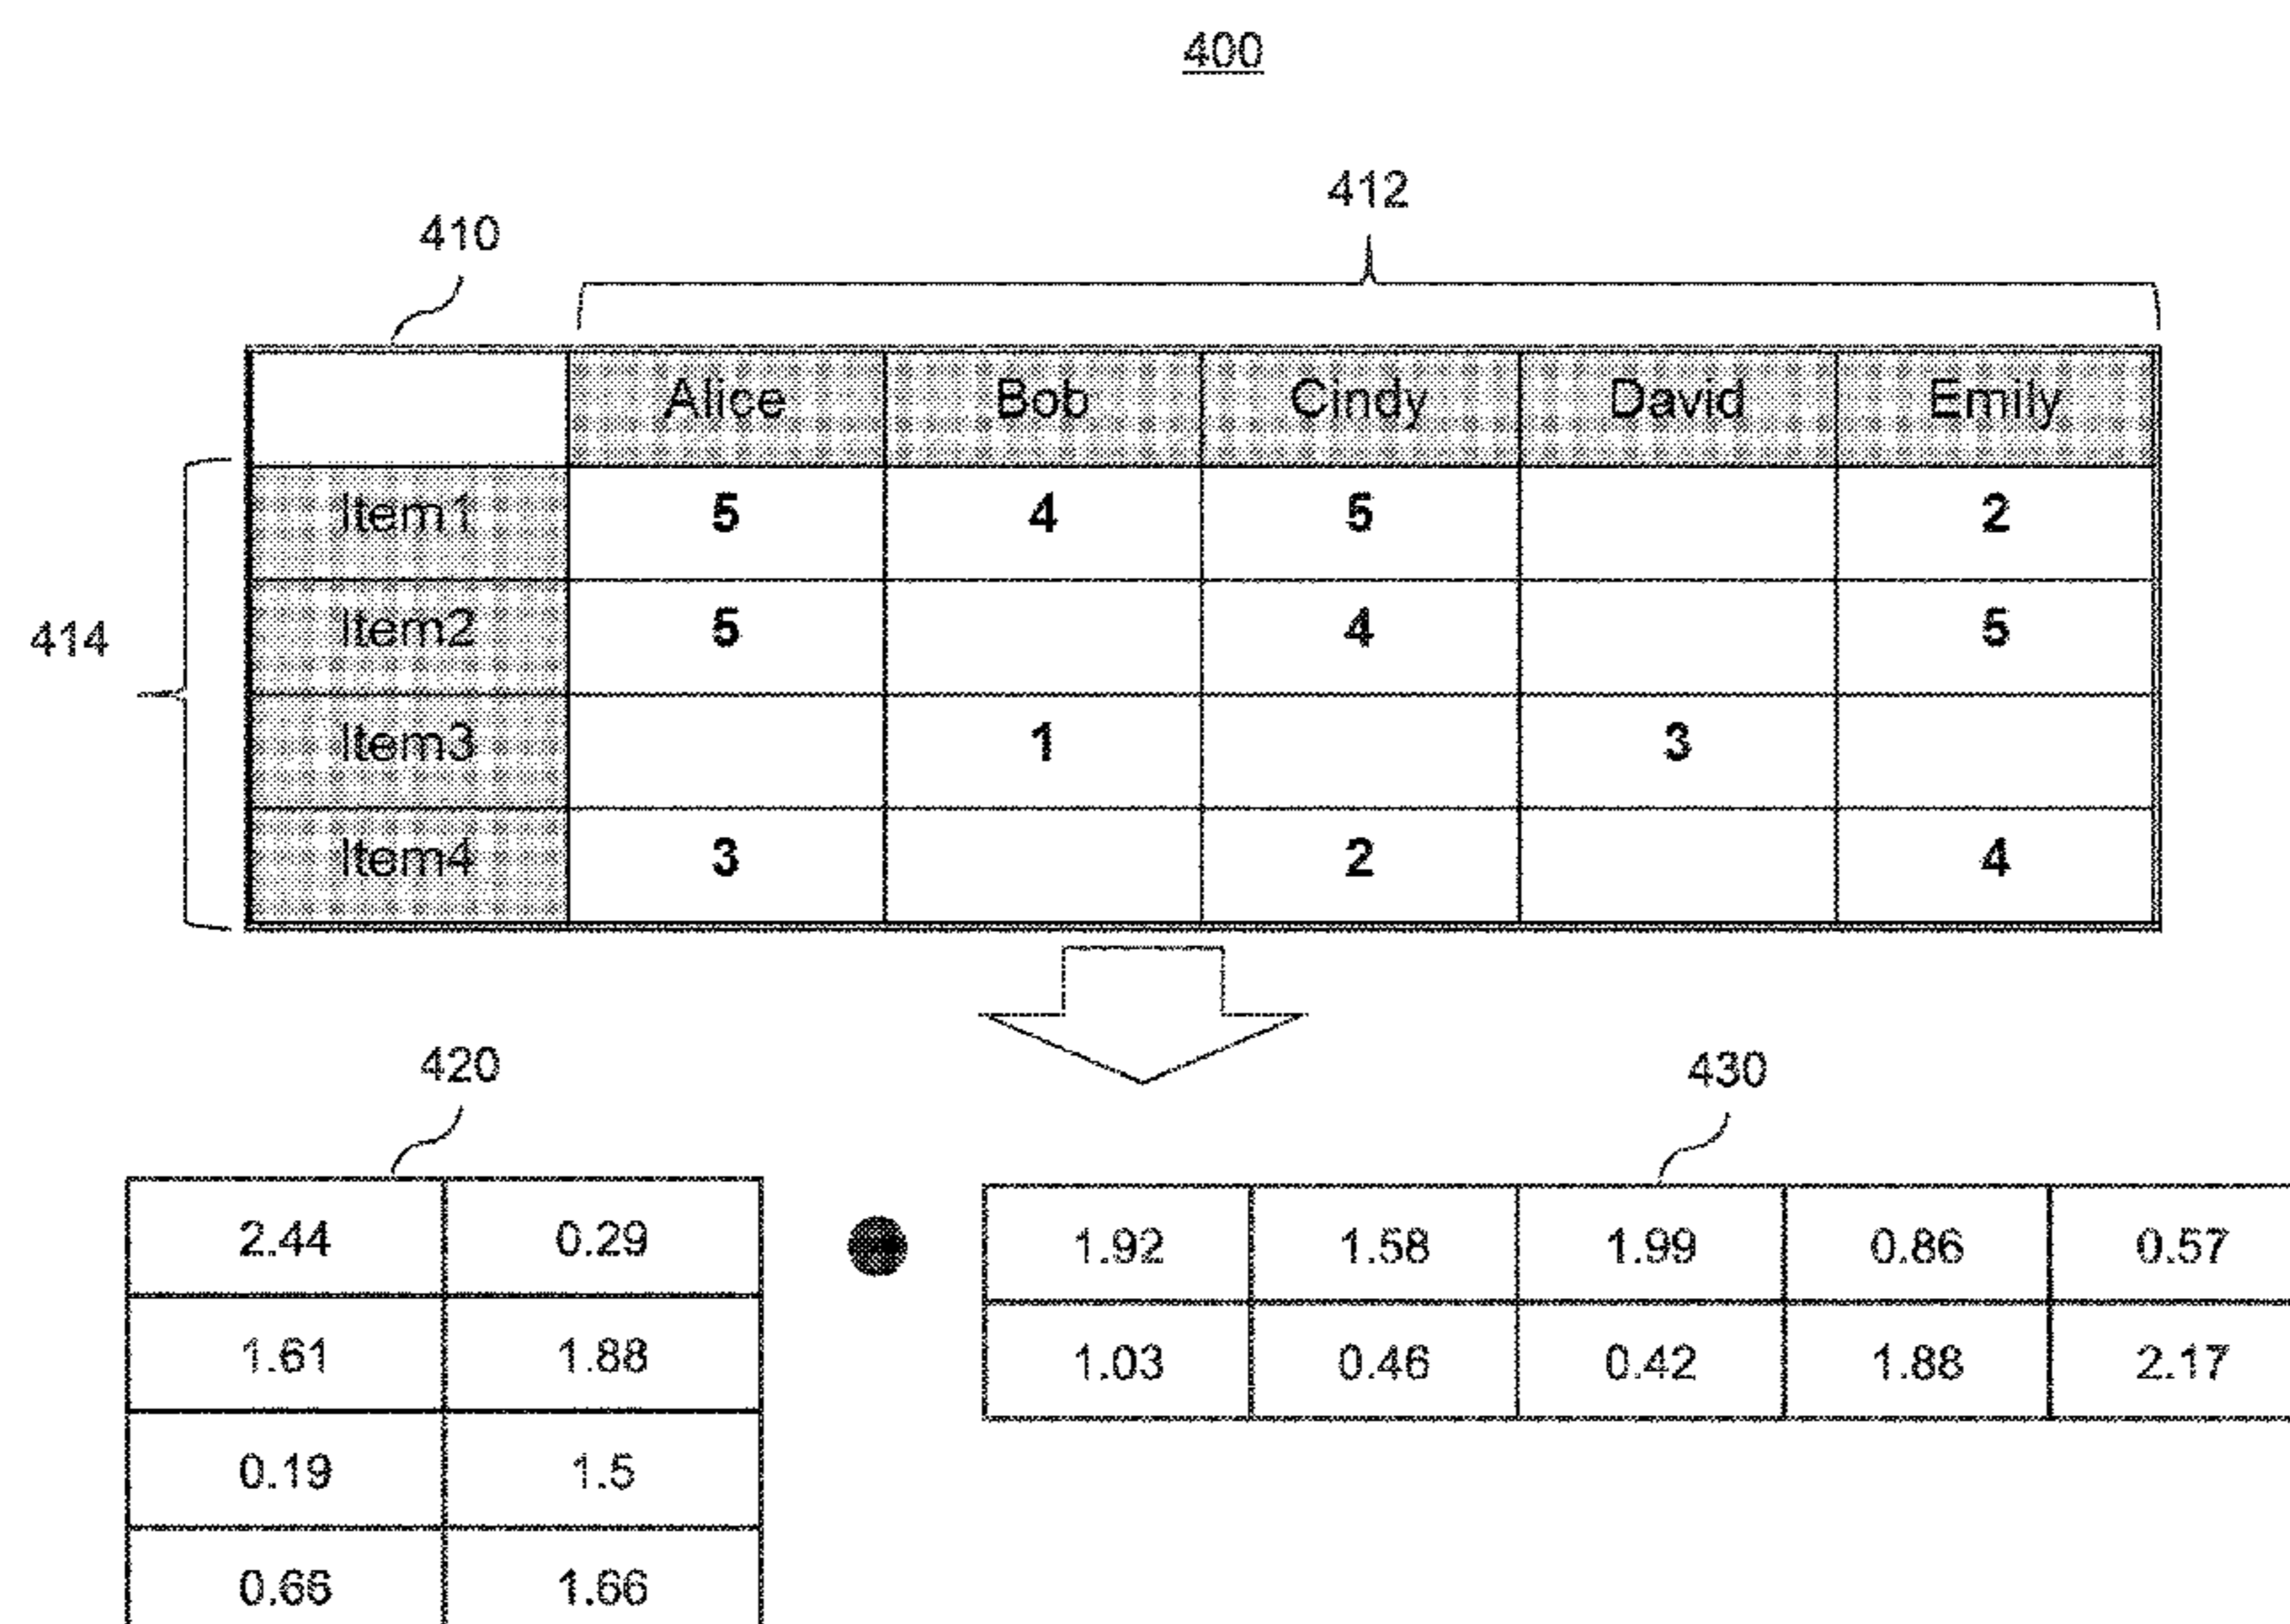 400
412
410
Alice Bob Cindy David Emily
Item1 5 4 5 2
Item2 5 4 5
414
Item3 1 3
Item4 3 2 4
420
430
2.44 0.29 1.92 1.58 1.99 0.86 0.57
1.61 1.88 1.03 0.46 0.42 1.88 2.17
0.19 1.5
0.66 1.66